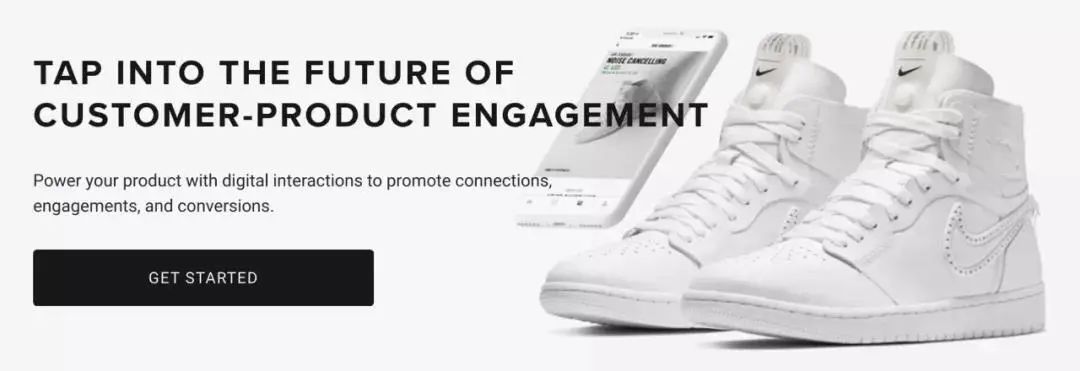 TAP INTO THE FUTURE OF
CUSTOMER-PRODUCT ENGAGEMENT
Power your product with digital interactions to promote connections,
engagements, and conversions.
GET STARTED
NOISE CANCELLING